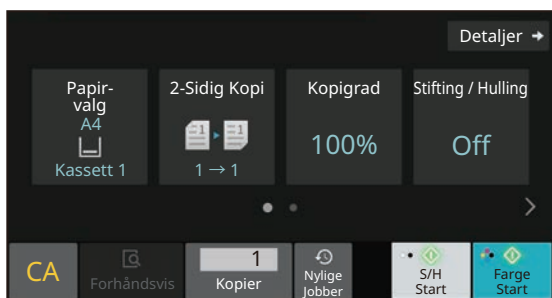 Detaljer
Papir-
valg
A4
Kassett 1
2-Sidig Kopi
1 → 1
Kopigrad
100%
Stifting / Hulling
Off
CA
Forhåndsvis
1
Kopier
Nylige
Jobber
S/H
Start
Farge
Start